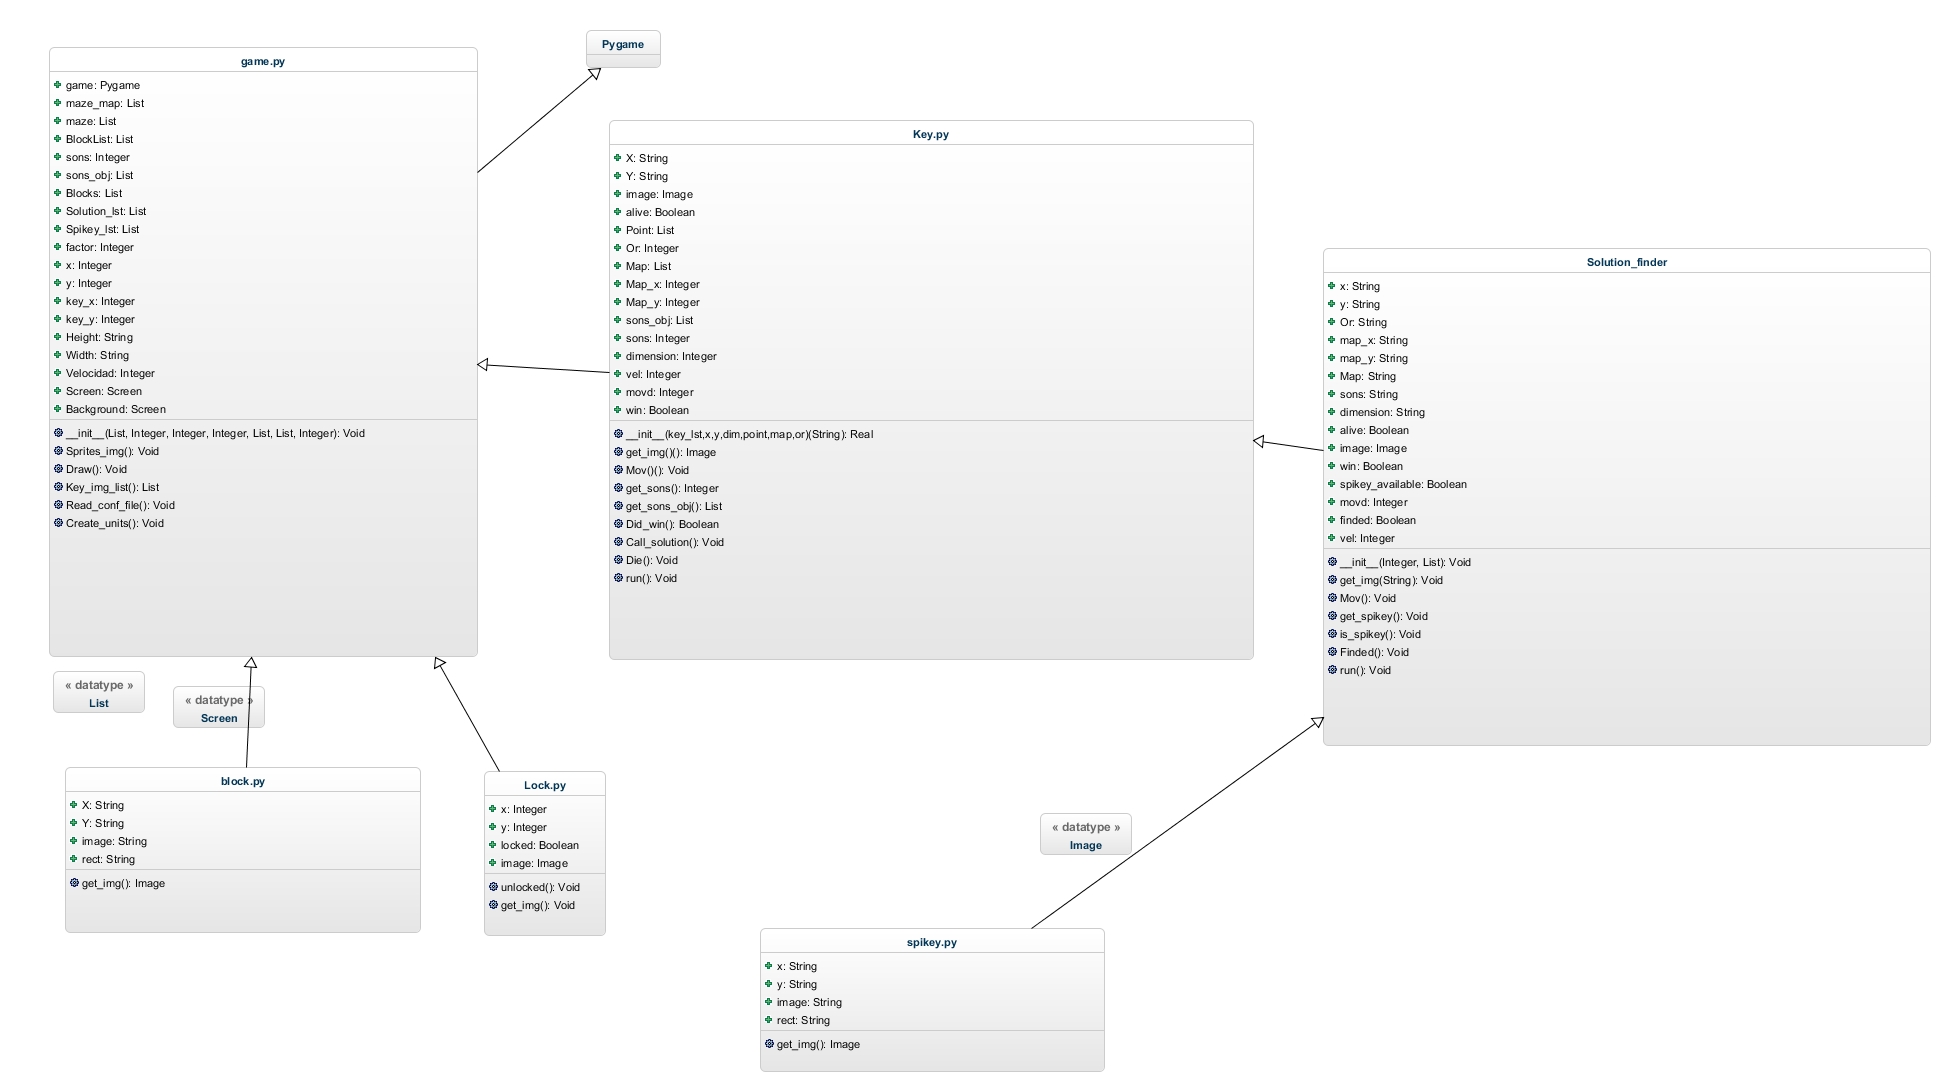 game.py
game: Pygame
maze_map: List
maze: List
BlockList: List
sons: Integer
sons_obj: List
Blocks: List
Solution_lst: List
Spikey_lst: List
factor: Integer
x: Integer
y: Integer
key_x: Integer
key_y: Integer
Height: String
Width: String
Velocidad: Integer
Screen: Screen
Background: Screen
__init__(List, Integer, Integer, Integer, List, List, Integer): Void
Sprites_img(): Void
Draw(): Void
Key_img_list(): List
Read_conf_file(): Void
Create_units(): Void
Pygame
Key.py
X: String
Y: String
image: Image
alive: Boolean
Point: List
Or: Integer
Map: List
Map_x: Integer
Map_y: Integer
sons_obj: List
sons: Integer
dimension: Integer
vel: Integer
movd: Integer
win: Boolean
__init__(key_lst,x,y,dim,point,map,or)(String): Real
get_img()(): Image
Mov()(): Void
get_sons(): Integer
get_sons_obj(): List
Did_win(): Boolean
Call_solution(): Void
Die(): Void
run(): Void
Solution_finder
x: String
y: String
Or: String
map_x: String
map_y: String
Map: String
sons: String
dimension: String
alive: Boolean
image: Image
win: Boolean
spikey_available: Boolean
movd: Integer
finded: Boolean
vel: Integer
__init__(Integer, List): Void
get_img(String): Void
Mov(): Void
get_spikey(): Void
is_spikey(): Void
Finded(): Void
run(): Void
« datatype »
List
« datatype »
Screen
block.py
X: String
Y: String
image: String
rect: String
get_img(): Image
Lock.py
x: Integer
y: Integer
locked: Boolean
image: Image
unlocked(): Void
get_img(): Void
« datatype »
Image
spikey.py
x: String
y: String
image: String
rect: String
get_img(): Image